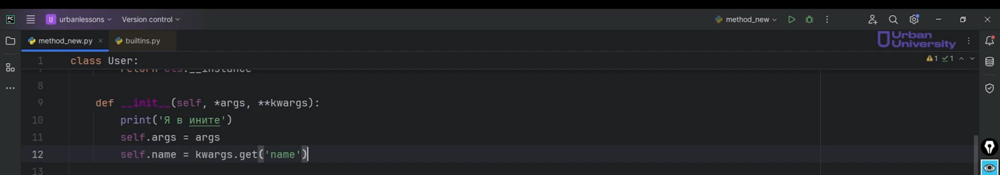 PC U urbanlessons Version control method_new
method_new.py builtins.py Urban University
1 class User: 1 1
7 return cls.__instance
8
9 def __init__(self, *args, **kwargs):
10 print('Я в ините')
11 self.args = args
12 self.name = kwargs.get('name')
13